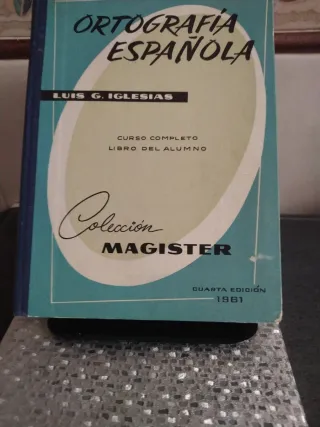 ORTOGRAFÍA
ESPAÑOLA
LUIS G. IGLESIAS
CURSO COMPLETO
LIBRO DEL ALUMNO
Colección
MAGISTER
CUARTA EDICIÓN
1961